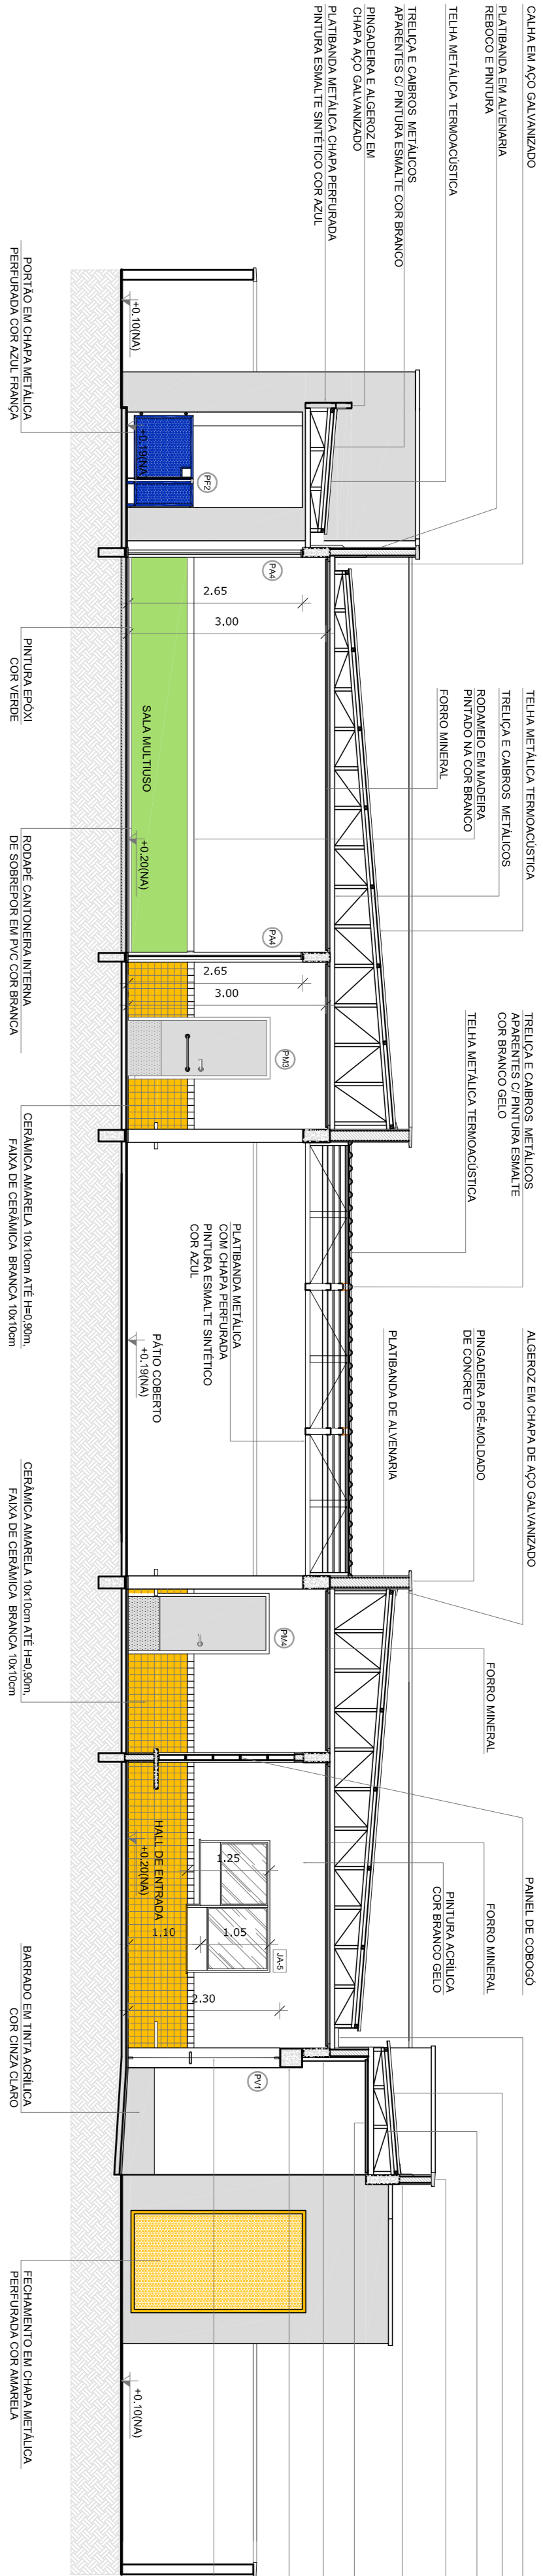 CALHA EM AÇO GALVANIZADO
PLATIBANDA EM ALVENARIA
REBOCO E PINTURA
TELHA METÁLICA TERMOACÚSTICA
TRELIÇA E CAIBROS METÁLICOS
APARENTES C/ PINTURA ESMALTE COR BRANCO
PINGADEIRA E ALGEROZ EM
CHAPA AÇO GALVANIZADO
PLATIBANDA METÁLICA CHAPA PERFURADA
PINTURA ESMALTE SINTÉTICO COR AZUL
TELHA METÁLICA TERMOACÚSTICA
TRELIÇA E CAIBROS METÁLICOS
RODAMEIO EM MADEIRA
PINTADO NA COR BRANCO
FORRO MINERAL
TRELIÇA E CAIBROS METÁLICOS
APARENTES C/ PINTURA ESMALTE
COR BRANCO GELO
TELHA METÁLICA TERMOACÚSTICA
ALGEROZ EM CHAPA DE AÇO GALVANIZADO
PINGADEIRA PRÉ-MOLDADO
DE CONCRETO
PLATIBANDA DE ALVENARIA
FORRO MINERAL
PAINEL DE COBOGÓ
FORRO MINERAL
PINTURA ACRÍLICA
COR BRANCO GELO
PLATIBANDA METÁLICA
COM CHAPA PERFURADA
PINTURA ESMALTE SINTÉTICO
COR AZUL
+0.10(NA)
+0.19(NA)
PF2
PA4
2.65
3.00
SALA MULTIUSO
+0.20(NA)
PA4
2.65
3.00
PM3
PÁTIO COBERTO
+0.19(NA)
PM4
HALL DE ENTRADA
+0.20(NA)
1.25
1.10
1.05
JA-5
2.30
PV1
+0.10(NA)
PORTÃO EM CHAPA METÁLICA
PERFURADA COR AZUL FRANÇA
PINTURA EPÓXI
COR VERDE
RODAPÉ CANTONEIRA INTERNA
DE SOBREPOR EM PVC COR BRANCA
CERÂMICA AMARELA 10x10cm ATÉ H=0,90m,
FAIXA DE CERÂMICA BRANCA 10x10cm
CERÂMICA AMARELA 10x10cm ATÉ H=0,90m,
FAIXA DE CERÂMICA BRANCA 10x10cm
BARRADO EM TINTA ACRÍLICA
COR CINZA CLARO
FECHAMENTO EM CHAPA METÁLICA
PERFURADA COR AMARELA